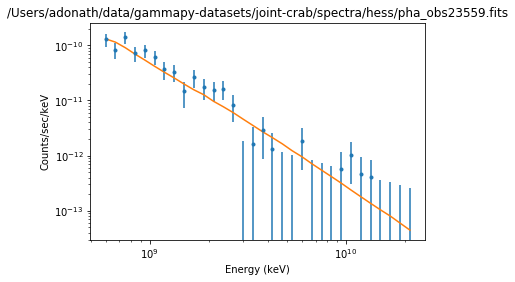 /Users/adonath/data/gammapy-datasets/joint-crab/spectra/hess/pha_obs23559.fits
10⁻¹⁰
10⁻¹¹
10⁻¹²
10⁻¹³
Counts/sec/keV
10⁹
10¹⁰
Energy (keV)